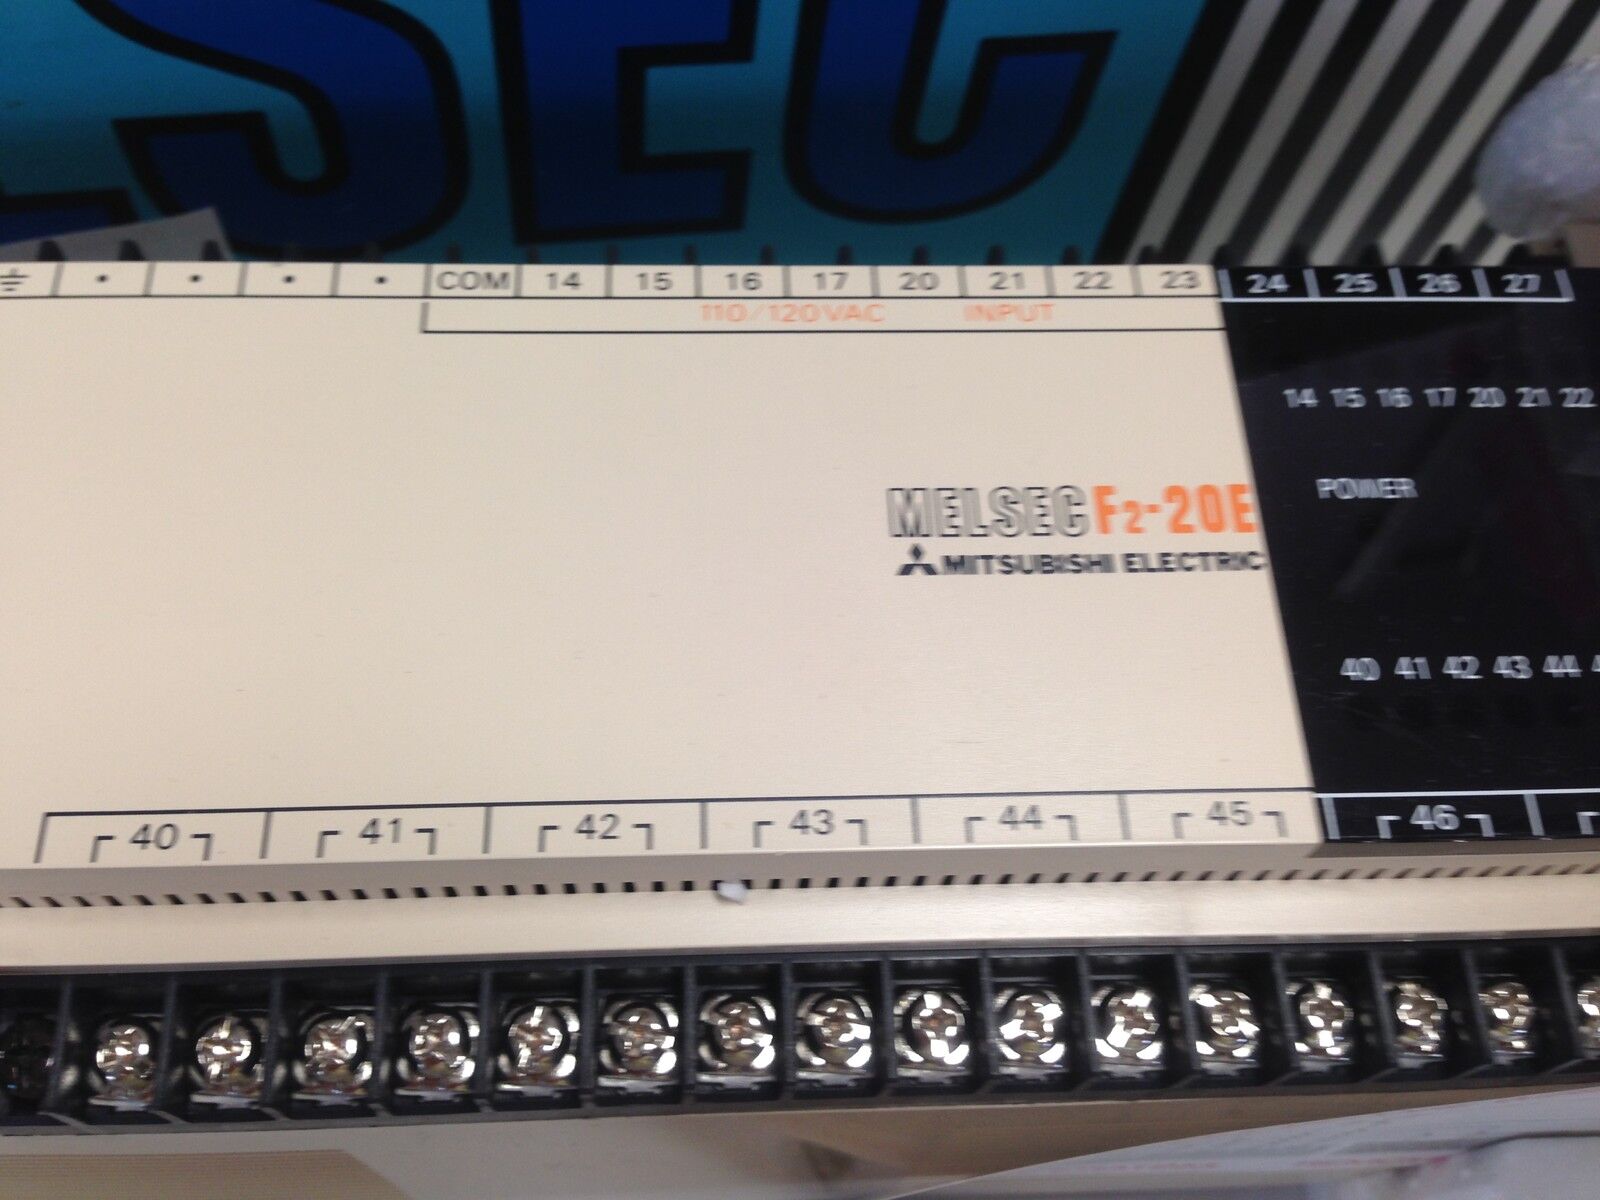 SEC
COM 14 15 16 17 20 21 22 23 24 25 26 27
110/120VAC INPUT
14 15 16 17 20 21 22
POWER
MELSEC F2-20E
MITSUBISHI ELECTRIC
40 41 42 43 44
40 41 42 43 44 45 46